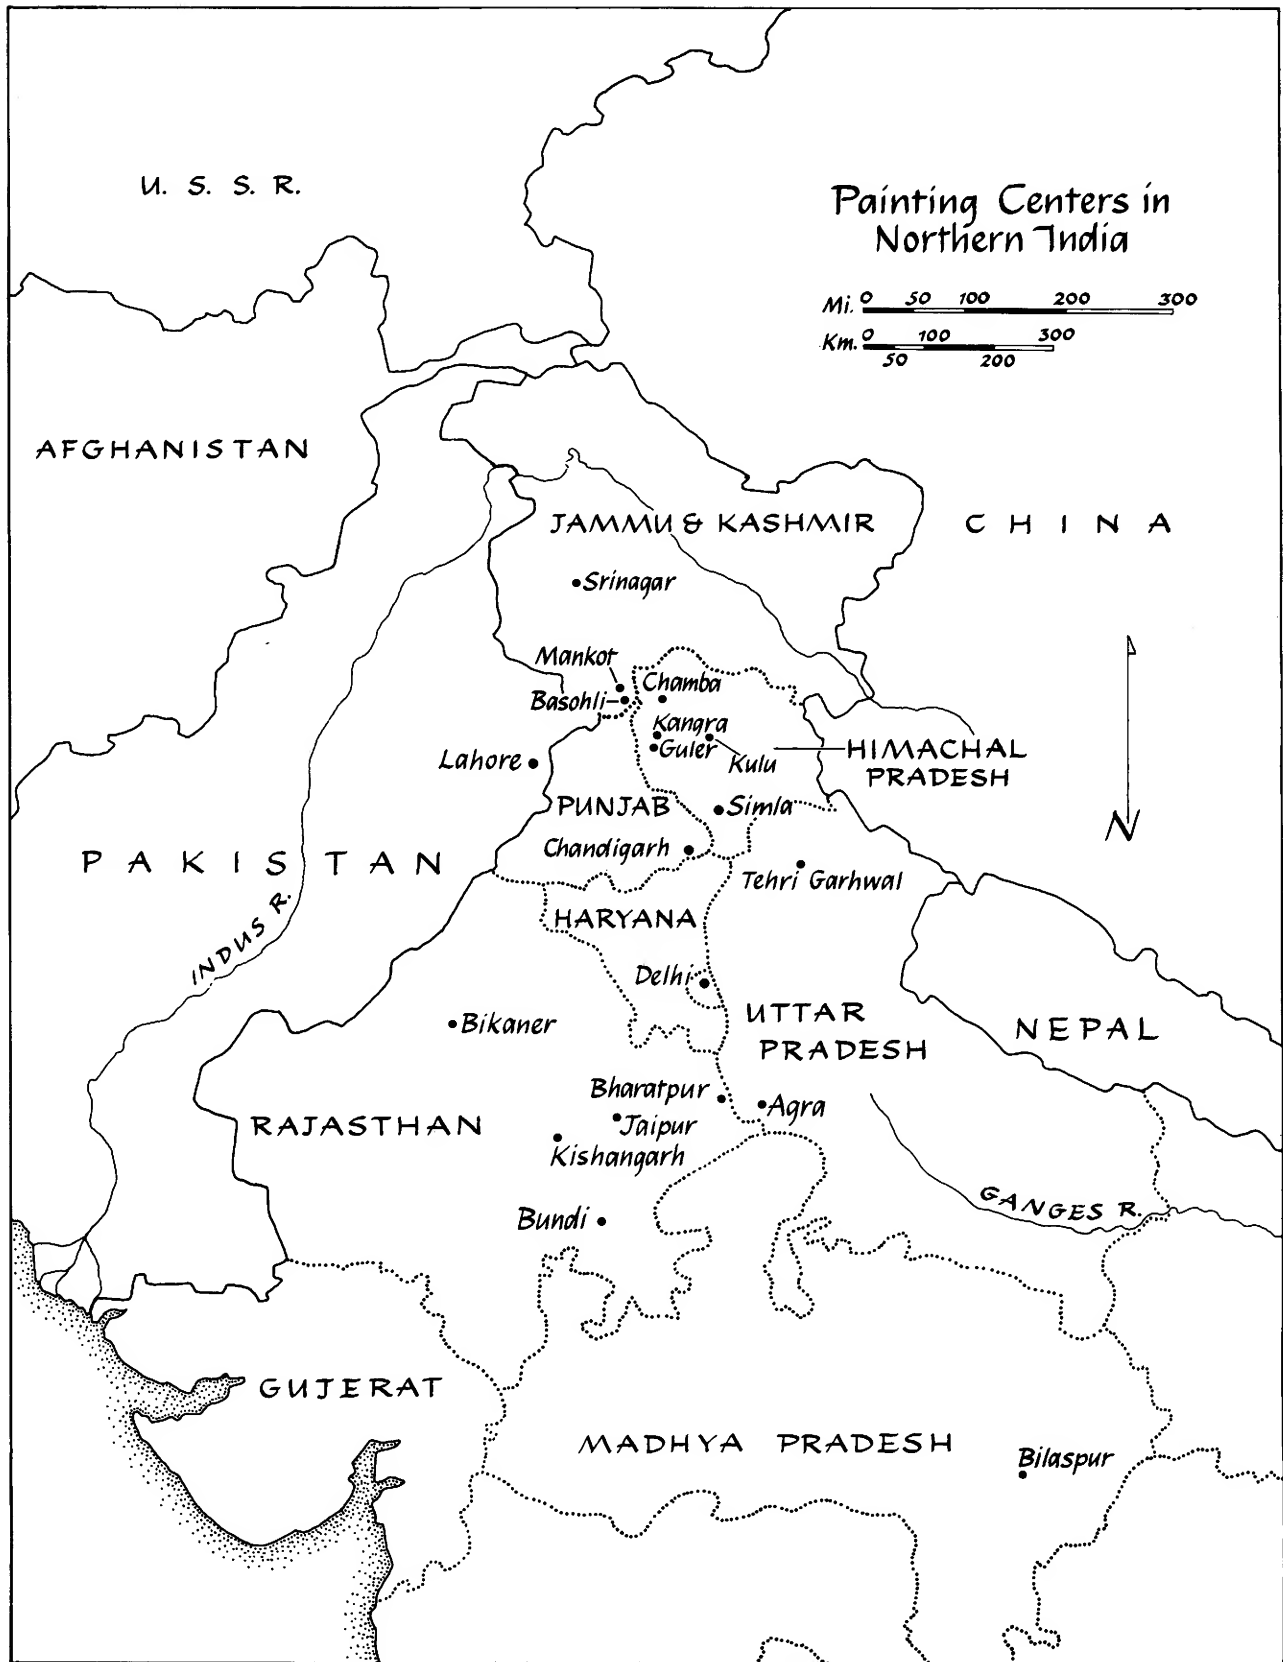 U. S. S. R.
Painting Centers in
Northern India
Mi. 0 50 100 200 300
Km. 0 100 300
50 200
AFGHANISTAN
JAMMU & KASHMIR
CHINA
Srinagar
Mankot
Chamba
Basohli
Kangra
Guler
Kulu
HIMACHAL
PRADESH
Lahore
PUNJAB
Simla
N
Chandigarh
PAKISTAN
Tehri Garhwal
INDUS R.
HARYANA
Delhi
UTTAR
PRADESH
Bikaner
NEPAL
Bharatpur
Agra
RAJASTHAN
Jaipur
Kishangarh
GANGES R.
Bundi
GUJERAT
MADHYA PRADESH
Bilaspur